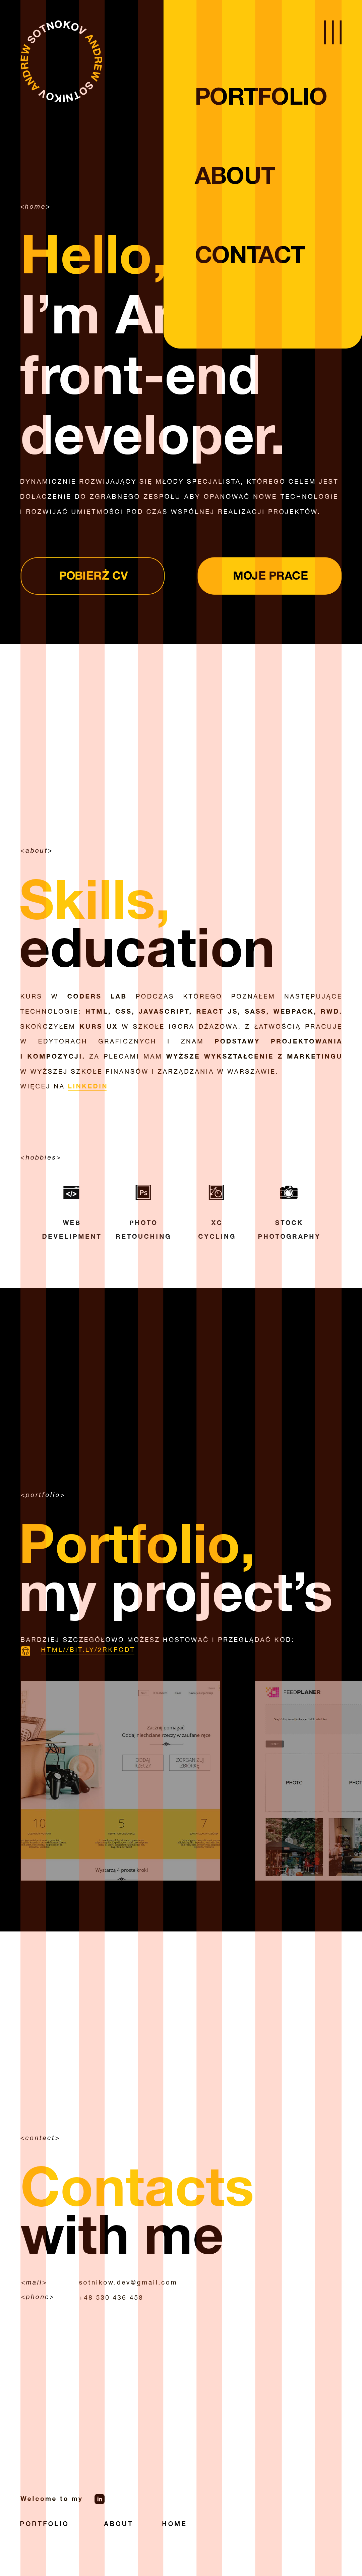 ANDREW SOTNOKOV ANDREW SOTNIKOV
PORTFOLIO
ABOUT
CONTACT
<home>
Hello,
I’m
front-end
developer.
DYNAMICZNIE ROZWIJAJĄCY SIĘ MŁODY SPECJALISTA, KTÓREGO CELEM JEST
DOŁACZENIE DO ZGRABNEGO ZESPOŁU ABY OPANOWAĆ NOWE TECHNOLOGIE
I ROZWIJAĆ UMIĘTMOŚCI POD CZAS WSPÓLNEJ REALIZACJI PROJEKTÓW.
POBIERŻ CV
MOJE PRACE
<about>
Skills,
education
KURS W CODERS LAB PODCZAS KTÓREGO POZNAŁEM NASTĘPUJĄCE
TECHNOLOGIE: HTML, CSS, JAVASCRIPT, REACT JS, SASS, WEBPACK, RWD.
SKOŃCZYŁEM KURS UX W SZKOŁE IGORA DŻAZOWA. Z ŁATWOŚCIĄ PRACUJĘ
W EDYTORACH GRAFICZNYCH I ZNAM PODSTAWY PROJEKTOWANIA
I KOMPOZYCJI. ZA PLECAMI MAM WYŻSZE WYKSZTAŁCENIE Z MARKETINGU
W WYŻSZEJ SZKOŁE FINANSÓW I ZARZĄDZANIA W WARSZAWIE.
WIĘCEJ NA LINKEDIN
<hobbies>
</>
Ps
WEB
DEVELIPMENT
PHOTO
RETOUCHING
XC
CYCLING
STOCK
PHOTOGRAPHY
<portfolio>
Portfolio,
my project’s
BARDZIEJ SZCZEGÓŁOWO MOŻESZ HOSTOWAĆ I PRZEGLĄDAĆ KOD:
HTML//BIT.LY/2RKFCDT
Zacznij pomagać!
Oddaj niechciane rzeczy w zaufane ręce
ODDAJ
RZECZY
ZORGANIZUJ
ZBIÓRKĘ
10
5
7
Wystarczą 4 proste kroki
FEEDPLANER
PHOTO
<contact>
Contacts
with me
<mail> sotnikow.dev@gmail.com
<phone> +48 530 436 458
Welcome to my in
PORTFOLIO ABOUT HOME